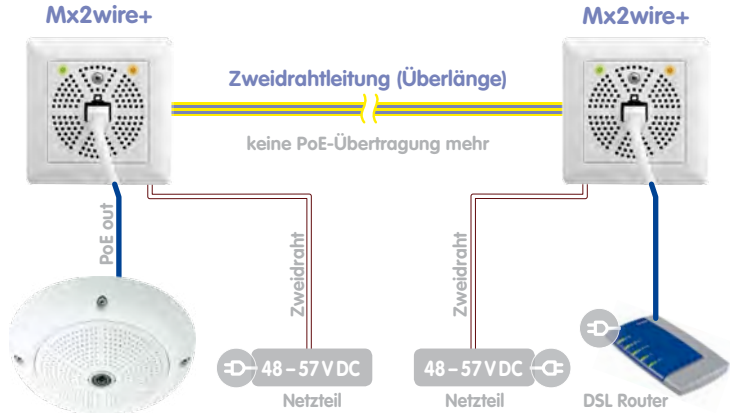 Mx2wire+
Mx2wire+
Zweidrahtleitung (Überlänge)
keine PoE-Übertragung mehr
PoE out
Zweidraht
Zweidraht
48 – 57 V DC
48 – 57 V DC
Netzteil
Netzteil
DSL Router